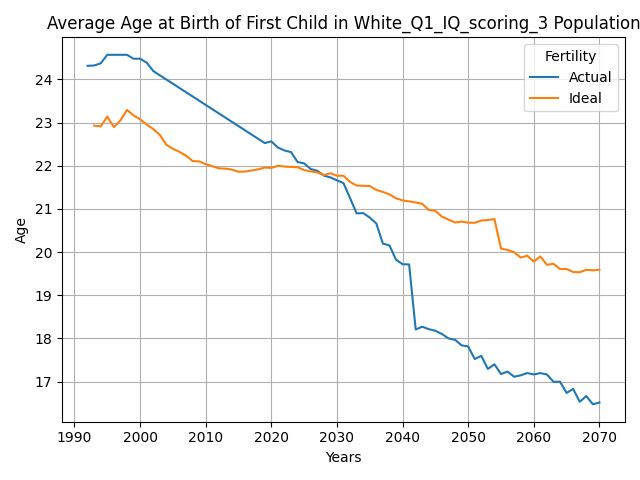 Average Age at Birth of First Child in White_Q1_IQ_scoring_3 Population
Fertility
Actual
Ideal
Age
24
23
22
21
20
19
18
17
1990 2000 2010 2020 2030 2040 2050 2060 2070
Years